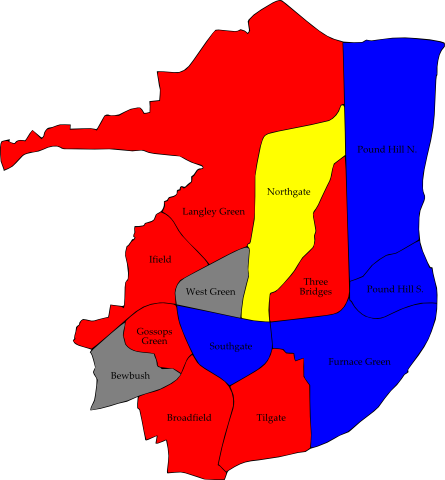 Pound Hill N.
Northgate
Langley Green
Ifield
Three
Bridges
West Green
Pound Hill S
Gossops
Green
Southgate
Furnace Green
Bewbush
Broadfield
Tilgate